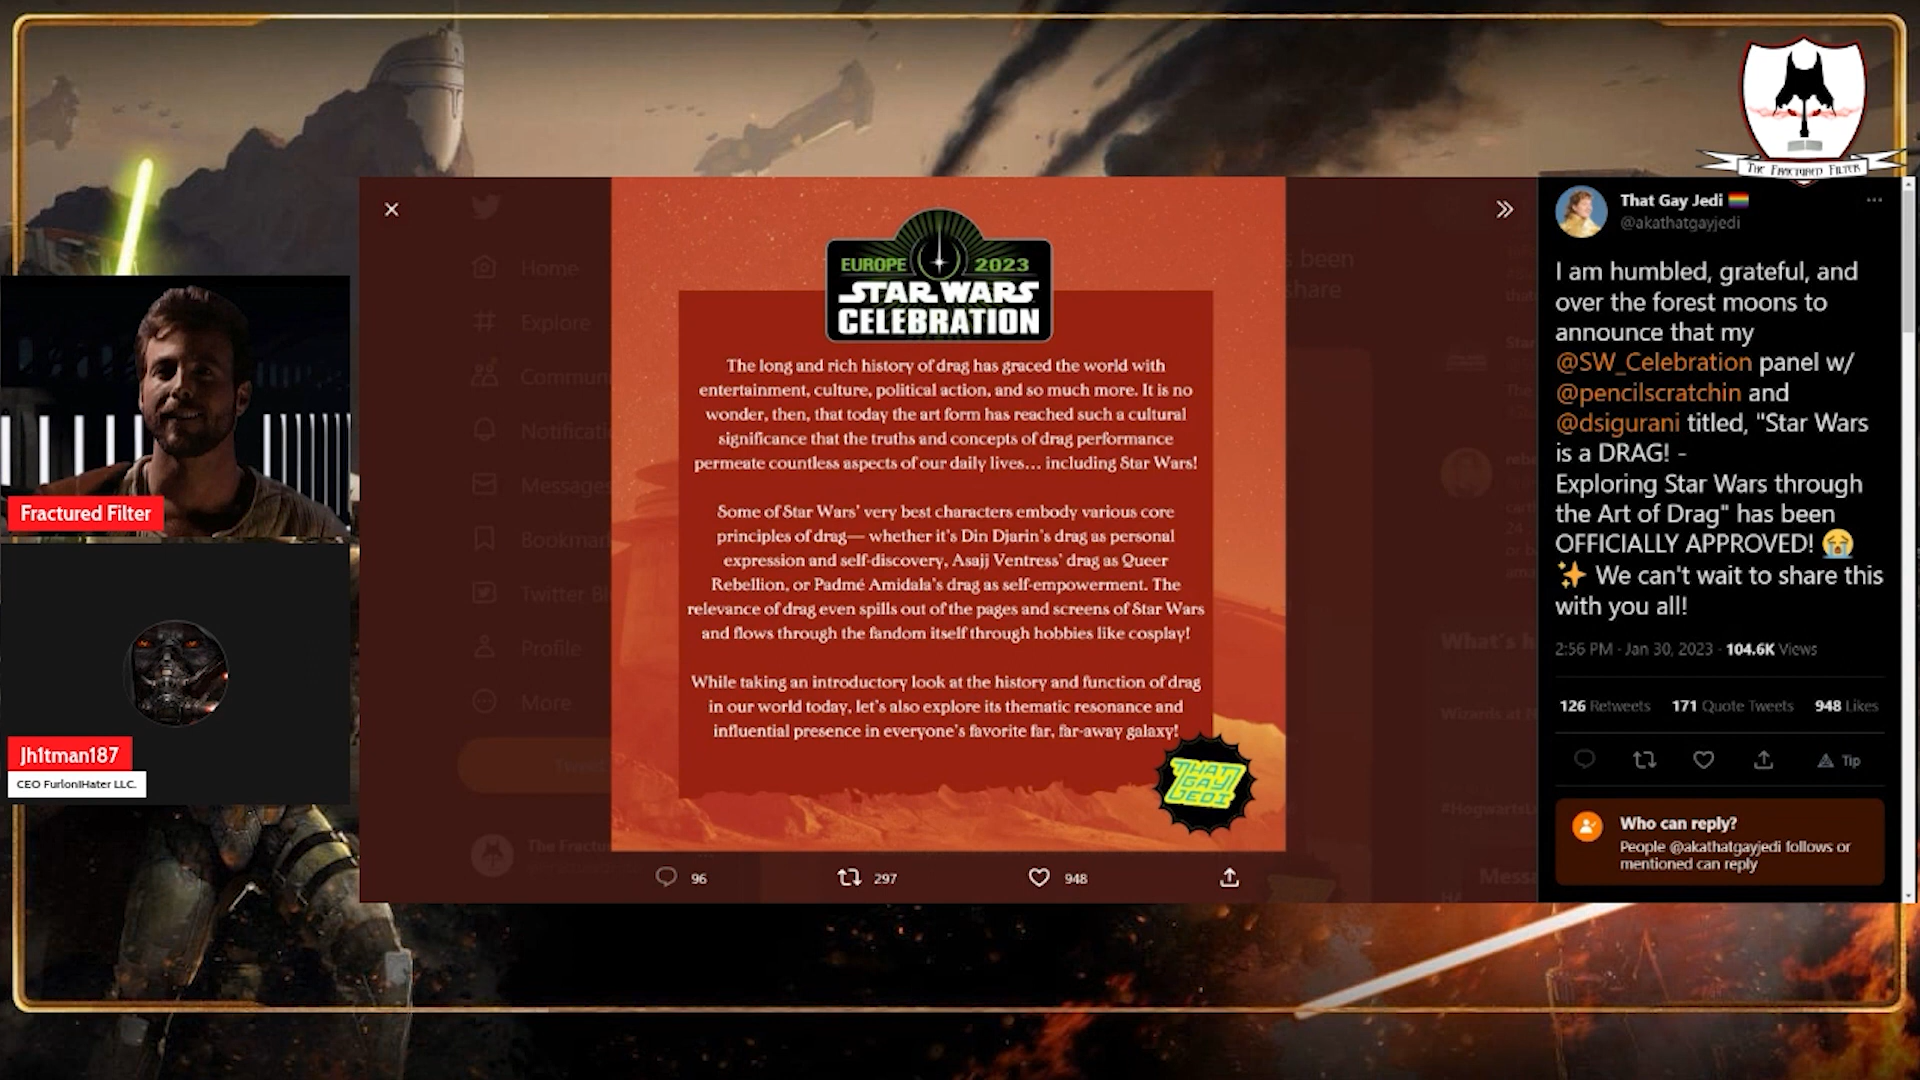 THE FRACTURED FILTER
EUROPE 2023
STAR WARS
CELEBRATION
The long and rich history of drag has graced the world with
entertainment, culture, political action, and so much more. It is no
wonder, then, that today the art form has reached such a cultural
significance that the truths and concepts of drag performance
permeate countless aspects of our daily lives... including Star Wars!
Some of Star Wars' very best characters embody various core
principles of drag— whether it's Din Djarin's drag as personal
expression and self-discovery, Asajj Ventress' drag as Queer
Rebellion, or Padmé Amidala's drag as self-empowerment. The
relevance of drag even spills out of the pages and screens of Star Wars
and flows through the fandom itself through hobbies like cosplay!
While taking an introductory look at the history and function of drag
in our world today, let's also explore its thematic resonance and
influential presence in everyone's favorite far, far-away galaxy!
THAT
GAY
JEDI
96
297
948
Home
Explore
Notificati
Messages
Bookmar
Profile
More
been
share
Fractured Filter
Jh1tman187
CEO FurloniHater LLC.
That Gay Jedi
@akathatgayjedi
I am humbled, grateful, and
over the forest moons to
announce that my
@SW_Celebration panel w/
@pencilscratchin and
@dsigurani titled, "Star Wars
is a DRAG! -
Exploring Star Wars through
the Art of Drag" has been
OFFICIALLY APPROVED! 😭
✨ We can't wait to share this
with you all!
2:56 PM · Jan 30, 2023 · 104.6K Views
126 Retweets 171 Quote Tweets 948 Likes
Tip
Who can reply?
People @akathatgayjedi follows or
mentioned can reply